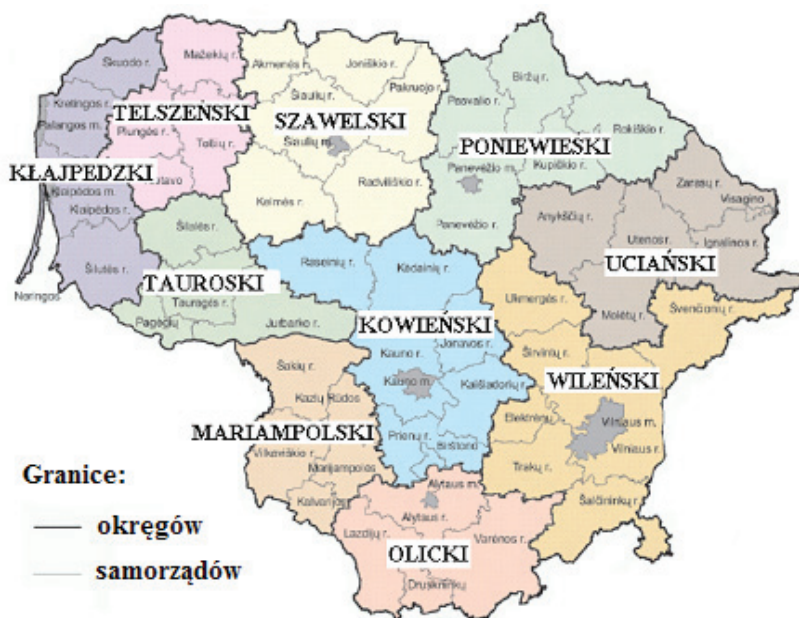 Skuodo r.
Mažeikių r.
Akmenės r.
Joniškio r.
Pakruojo r.
Biržų r.
Pasvalio r.
Rokiškio r.
Kretingos r.
Palangos m.
TELSZEŃSKI
Plungės r.
Telšių r.
Šiaulių r.
SZAWELSKI
Šiaulių m.
PONIEWIESKI
Panevėžio m.
Kupiškio r.
KŁAJPEDZKI
Klaipėdos m.
Klaipėdos r.
Kelmės r.
Radviliškio r.
Panevėžio r.
Zarasų r.
Visagino
Anykščių r.
Utenos r.
Ignalinos r.
UCIAŃSKI
Šilalės r.
Šilutės r.
Neringos
TAUROSKI
Tauragės r.
Pagėgių
Jurbarko r.
Raseinių r.
Kėdainių r.
KOWIEŃSKI
Ukmergės r.
Molėtų r.
Švenčionių r.
Kauno r.
Jonavos r.
Kauno m.
Kaišiadorių r.
Širvintų r.
WILEŃSKI
Šakių r.
Kazlų Rūdos
MARIAMPOLSKI
Vilkaviškio r.
Marijampolės
Kalvarijos
Prienų r.
Birštono
Elektrėnų
Vilniaus m.
Vilniaus r.
Trakų r.
Šalčininkų r.
Alytaus m.
Alytaus r.
Lazdijų r.
Varėnos r.
OLICKI
Druskininkų
Granice:
okręgów
samorządów